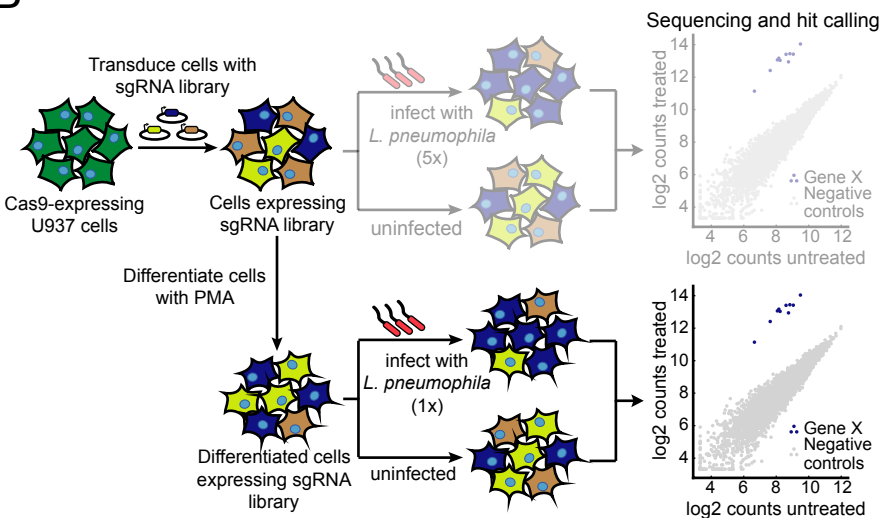 Sequencing and hit calling
Transduce cells with
sgRNA library
Cas9-expressing
U937 cells
Cells expressing
sgRNA library
infect with
L. pneumophila
(5x)
uninfected
log2 counts treated
14
12
10
8
6
4
Gene X
Negative
controls
4 6 8 10 12
log2 counts untreated
Differentiate cells
with PMA
Differentiated cells
expressing sgRNA
library
infect with
L. pneumophila
(1x)
uninfected
log2 counts treated
14
12
10
8
6
4
Gene X
Negative
controls
4 6 8 10 12
log2 counts untreated